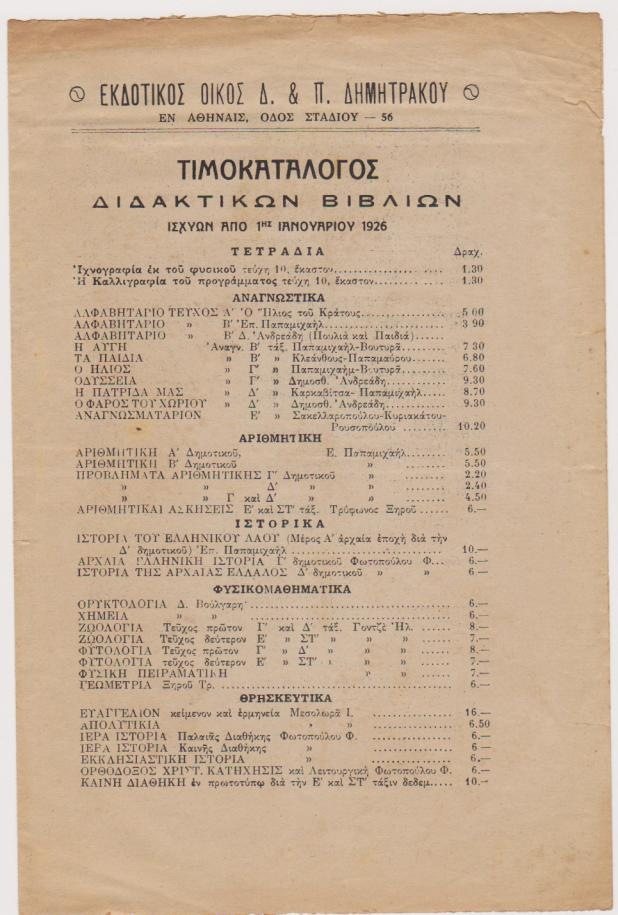 ΕΚΔΟΤΙΚΟΣ ΟΙΚΟΣ Δ. & Π. ΔΗΜΗΤΡΑΚΟΥ
ΕΝ ΑΘΗΝΑΙΣ, ΟΔΟΣ ΣΤΑΔΙΟΥ — 56
ΤΙΜΟΚΑΤΑΛΟΓΟΣ
ΔΙΔΑΚΤΙΚΩΝ ΒΙΒΛΙΩΝ
ΙΣΧΥΩΝ ΑΠΟ 1ΗΣ ΙΑΝΟΥΑΡΙΟΥ 1926
ΤΕΤΡΑΔΙΑ Δραχ.
Ἰχνογραφία ἐκ τοῦ φυσικοῦ τεύχη 10, ἕκαστον.................. 1.30
Ἡ Καλλιγραφία τοῦ προγράμματος τεύχη 10, ἕκαστον........... 1.30
ΑΝΑΓΝΩΣΤΙΚΑ
ΑΛΦΑΒΗΤΑΡΙΟ ΤΕΥΧΟΣ Α' Ὁ Ἥλιος τοῦ Κράτους.............. 5 00
ΑΛΦΑΒΗΤΑΡΙΟ » Β' Ἐπ. Παπαμιχαήλ................... 3 90
ΑΛΦΑΒΗΤΑΡΙΟ » Β' Δ. Ἀνδρεάδη (Πουλιὰ καὶ Παιδιά)......
Η ΑΥΓΗ Ἀναγν. Β' τάξ. Παπαμιχαήλ-Βουτυρᾶ........ 7 30
ΤΑ ΠΑΙΔΙΑ » Β' » Κλεάνθους-Παπαμαύρου....... 6.80
Ο ΗΛΙΟΣ » Γ' » Παπαμιχαήμ-Βουτυρᾶ......... 7.60
ΟΔΥΣΣΕΙΑ » Γ' » Δημοσθ. Ἀνδρεάδη............ 9.30
Η ΠΑΤΡΙΔΑ ΜΑΣ » Δ' » Καρκαβίτσα-Παπαμιχαήλ..... 8.70
Ο ΦΑΡΟΣ ΤΟΥ ΧΩΡΙΟΥ » Δ' » Δημοσθ. Ἀνδρεάδη............ 9.30
ΑΝΑΓΝΩΣΜΑΤΑΡΙΟΝ Ε' » Σακελλαροπούλου-Κυριακάτου-
Ρουσοπούλου ......... 10.20
ΑΡΙΘΜΗΤΙΚΗ
ΑΡΙΘΜΗΤΙΚΗ Α' Δημοτικοῦ, Ε. Παπαμιχαήλ........ 5.50
ΑΡΙΘΜΗΤΙΚΗ Β' Δημοτικοῦ » ........ 5.50
ΠΡΟΒΛΗΜΑΤΑ ΑΡΙΘΜΗΤΙΚΗΣ Γ' Δημοτικοῦ » ........ 2.20
» » Δ' » » ........ 2.40
» » Γ καὶ Δ' » » ........ 4.50
ΑΡΙΘΜΗΤΙΚΑΙ ΑΣΚΗΣΕΙΣ Ε' καὶ ΣΤ' τάξ. Τρύφωνος Ξηροῦ...... 6.—
ΙΣΤΟΡΙΚΑ
ΙΣΤΟΡΙΑ ΤΟΥ ΕΛΛΗΝΙΚΟΥ ΛΑΟΥ (Μέρος Α' ἀρχαία ἐποχὴ διὰ τὴν
Δ' δημοτικοῦ) Ἐπ. Παπαμιχαήλ ......................... 10.—
ΑΡΧΑΙΑ ΕΛΛΗΝΙΚΗ ΙΣΤΟΡΙΑ Γ' δημοτικοῦ Φωτοπούλου Φ... 6.—
ΙΣΤΟΡΙΑ ΤΗΣ ΑΡΧΑΙΑΣ ΕΛΛΑΔΟΣ Δ' δημοτικοῦ » » 6 —
ΦΥΣΙΚΟΜΑΘΗΜΑΤΙΚΑ
ΟΡΥΚΤΟΛΟΓΙΑ Δ. Βούλγαρη.................................. 6.—
ΧΗΜΕΙΑ » » .................................. 6.—
ΖΩΟΛΟΓΙΑ Τεῦχος πρῶτον Γ' καὶ Δ' τάξ. Γοντζὲ Ἠλ. ...... 8.—
ΖΩΟΛΟΓΙΑ Τεῦχος δεύτερον Ε' » ΣΤ' » » » ...... 7.—
ΦΥΤΟΛΟΓΙΑ Τεῦχος πρῶτον Γ' » Δ' » » » ...... 8.—
ΦΥΤΟΛΟΓΙΑ τεῦχος δεύτερον Ε' » ΣΤ' » » ...... 7.—
ΦΥΣΙΚΗ ΠΕΙΡΑΜΑΤΙΚΗ » » ...... 7.—
ΓΕΩΜΕΤΡΙΑ Ξηροῦ Τρ. ...................................... 6.—
ΘΡΗΣΚΕΥΤΙΚΑ
ΕΥΑΓΓΕΛΙΟΝ κείμενον καὶ ἑρμηνεία Μεσολωρᾶ Ι. .............. 16.—
ΑΠΟΛΥΤΙΚΙΑ » » .............. 6.50
ΙΕΡΑ ΙΣΤΟΡΙΑ Παλαιᾶς Διαθήκης Φωτοπούλου Φ. .............. 6.—
ΙΕΡΑ ΙΣΤΟΡΙΑ Καινῆς Διαθήκης » .............. 6 —
ΕΚΚΛΗΣΙΑΣΤΙΚΗ ΙΣΤΟΡΙΑ » .............. 6.—
ΟΡΘΟΔΟΞΟΣ ΧΡΙΣΤ. ΚΑΤΗΧΗΣΙΣ καὶ Λειτουργικὴ Φωτοπούλου Φ. 6.—
ΚΑΙΝΗ ΔΙΑΘΗΚΗ ἐν πρωτοτύπῳ διὰ τὴν Ε' καὶ ΣΤ' τάξιν δεδεμ..... 10.—